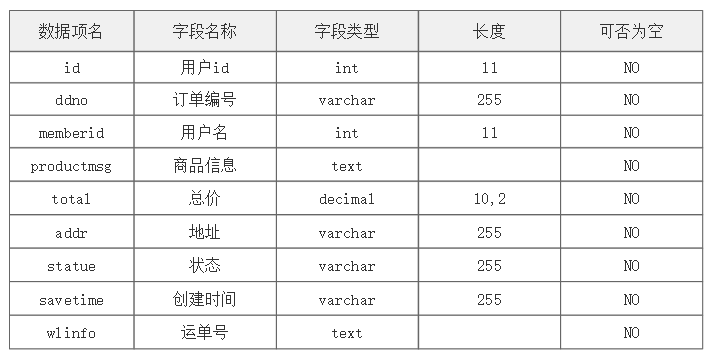 数据项名 字段名称 字段类型 长度 可否为空
id 用户id int 11 NO
ddno 订单编号 varchar 255 NO
memberid 用户名 int 11 NO
productmsg 商品信息 text NO
total 总价 decimal 10,2 NO
addr 地址 varchar 255 NO
statue 状态 varchar 255 NO
savetime 创建时间 varchar 255 NO
wlinfo 运单号 text NO